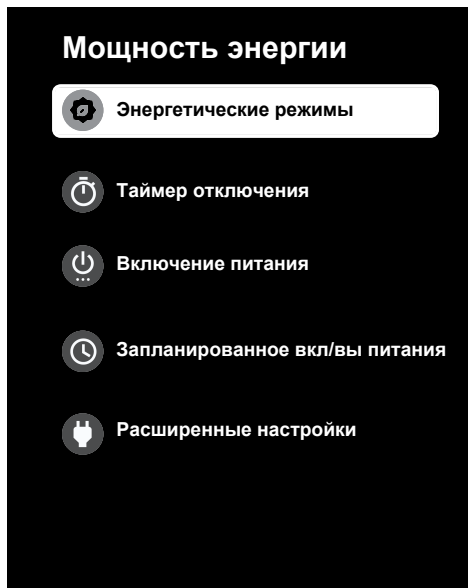 Мощность энергии
Энергетические режимы
Таймер отключения
Включение питания
Запланированное вкл/вы питания
Расширенные настройки